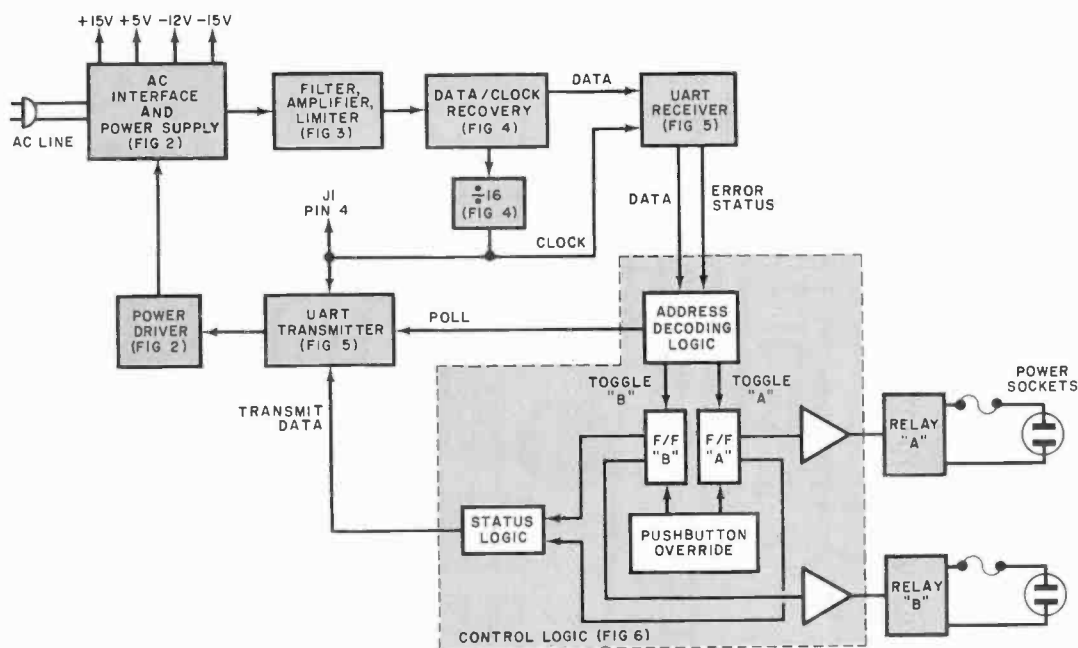 +15V +5V -12V -15V
AC
INTERFACE
AND
POWER SUPPLY
(FIG 2)
AC LINE
FILTER,
AMPLIFIER,
LIMITER
(FIG 3)
DATA/CLOCK
RECOVERY
(FIG 4)
DATA
UART
RECEIVER
(FIG 5)
÷16
(FIG 4)
J1
PIN 4
CLOCK
DATA
ERROR
STATUS
POWER
DRIVER
(FIG 2)
UART
TRANSMITTER
(FIG 5)
POLL
ADDRESS
DECODING
LOGIC
TRANSMIT
DATA
TOGGLE
"B"
TOGGLE
"A"
F/F
"B"
F/F
"A"
PUSHBUTTON
OVERRIDE
STATUS
LOGIC
RELAY
"A"
POWER
SOCKETS
RELAY
"B"
CONTROL LOGIC (FIG 6)